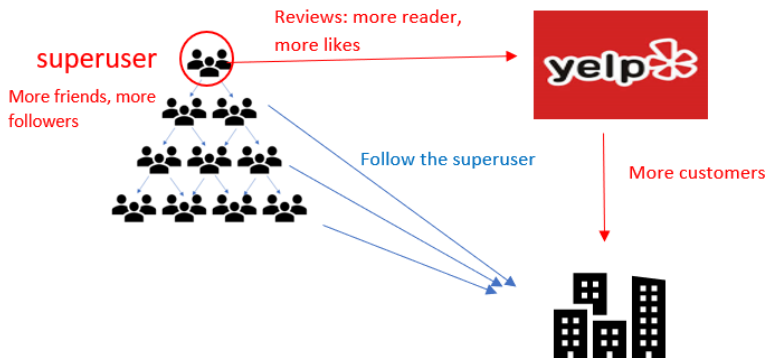 Reviews: more reader,
more likes
superuser
More friends, more
followers
yelp
Follow the superuser
More customers